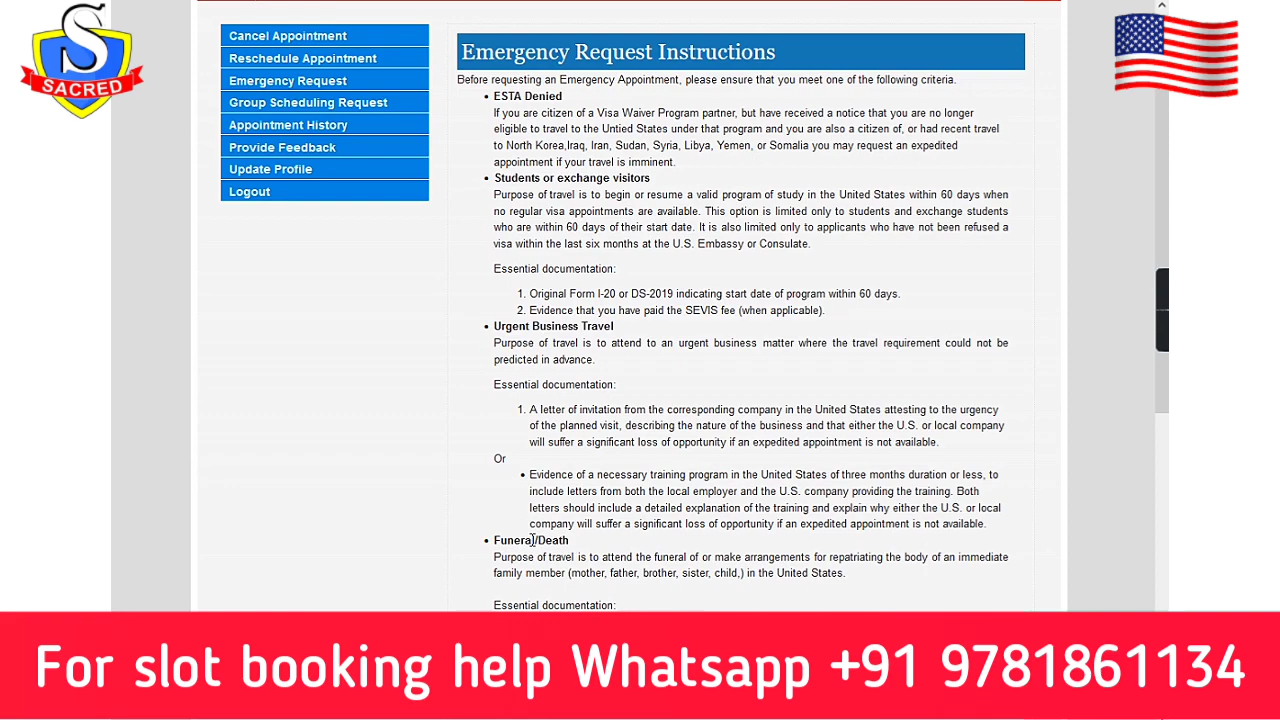 S
SACRED
Cancel Appointment
Reschedule Appointment
Emergency Request
Group Scheduling Request
Appointment History
Provide Feedback
Update Profile
Logout
Emergency Request Instructions
Before requesting an Emergency Appointment, please ensure that you meet one of the following criteria.
• ESTA Denied
If you are citizen of a Visa Waiver Program partner, but have received a notice that you are no longer
eligible to travel to the Untied States under that program and you are also a citizen of, or had recent travel
to North Korea,Iraq, Iran, Sudan, Syria, Libya, Yemen, or Somalia you may request an expedited
appointment if your travel is imminent.
• Students or exchange visitors
Purpose of travel is to begin or resume a valid program of study in the United States within 60 days when
no regular visa appointments are available. This option is limited only to students and exchange students
who are within 60 days of their start date. It is also limited only to applicants who have not been refused a
visa within the last six months at the U.S. Embassy or Consulate.
Essential documentation:
1. Original Form I-20 or DS-2019 indicating start date of program within 60 days.
2. Evidence that you have paid the SEVIS fee (when applicable).
• Urgent Business Travel
Purpose of travel is to attend to an urgent business matter where the travel requirement could not be
predicted in advance.
Essential documentation:
1. A letter of invitation from the corresponding company in the United States attesting to the urgency
of the planned visit, describing the nature of the business and that either the U.S. or local company
will suffer a significant loss of opportunity if an expedited appointment is not available.
Or
• Evidence of a necessary training program in the United States of three months duration or less, to
include letters from both the local employer and the U.S. company providing the training. Both
letters should include a detailed explanation of the training and explain why either the U.S. or local
company will suffer a significant loss of opportunity if an expedited appointment is not available.
• Funeral/Death
Purpose of travel is to attend the funeral of or make arrangements for repatriating the body of an immediate
family member (mother, father, brother, sister, child,) in the United States.
Essential documentation:
For slot booking help Whatsapp +91 9781861134